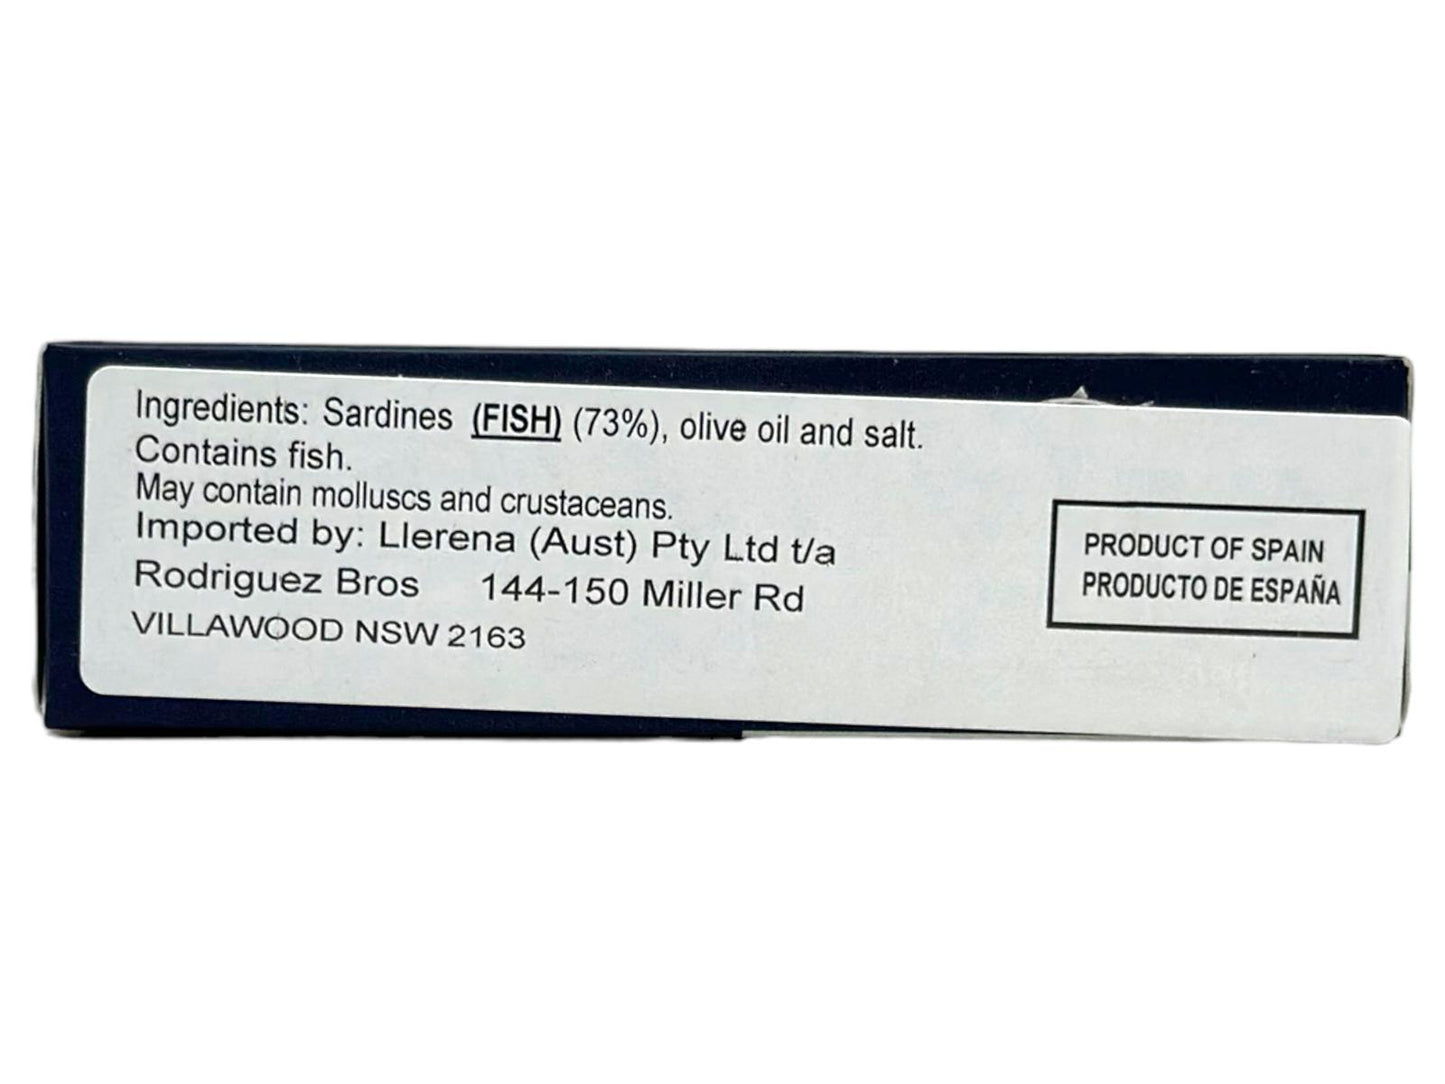 Ingredients: Sardines (FISH) (73%), olive oil and salt.
Contains fish.
May contain molluscs and crustaceans.
Imported by: Llerena (Aust) Pty Ltd t/a
Rodriguez Bros 144-150 Miller Rd
VILLAWOOD NSW 2163
PRODUCT OF SPAIN
PRODUCTO DE ESPAÑA